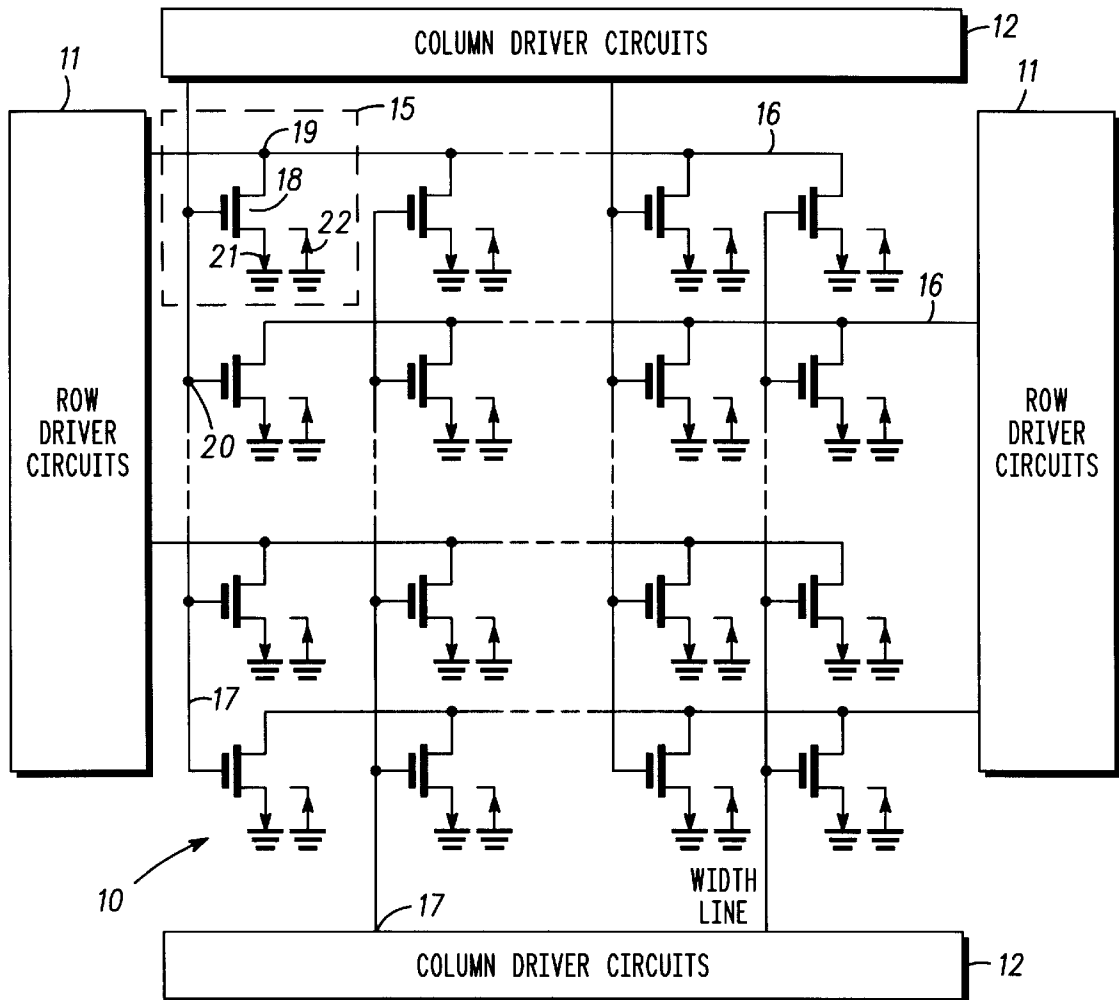 COLUMN DRIVER CIRCUITS
12
11
15
11
19
16
18
22
21
16
ROW
DRIVER
CIRCUITS
20
ROW
DRIVER
CIRCUITS
17
10
WIDTH
LINE
17
COLUMN DRIVER CIRCUITS
12